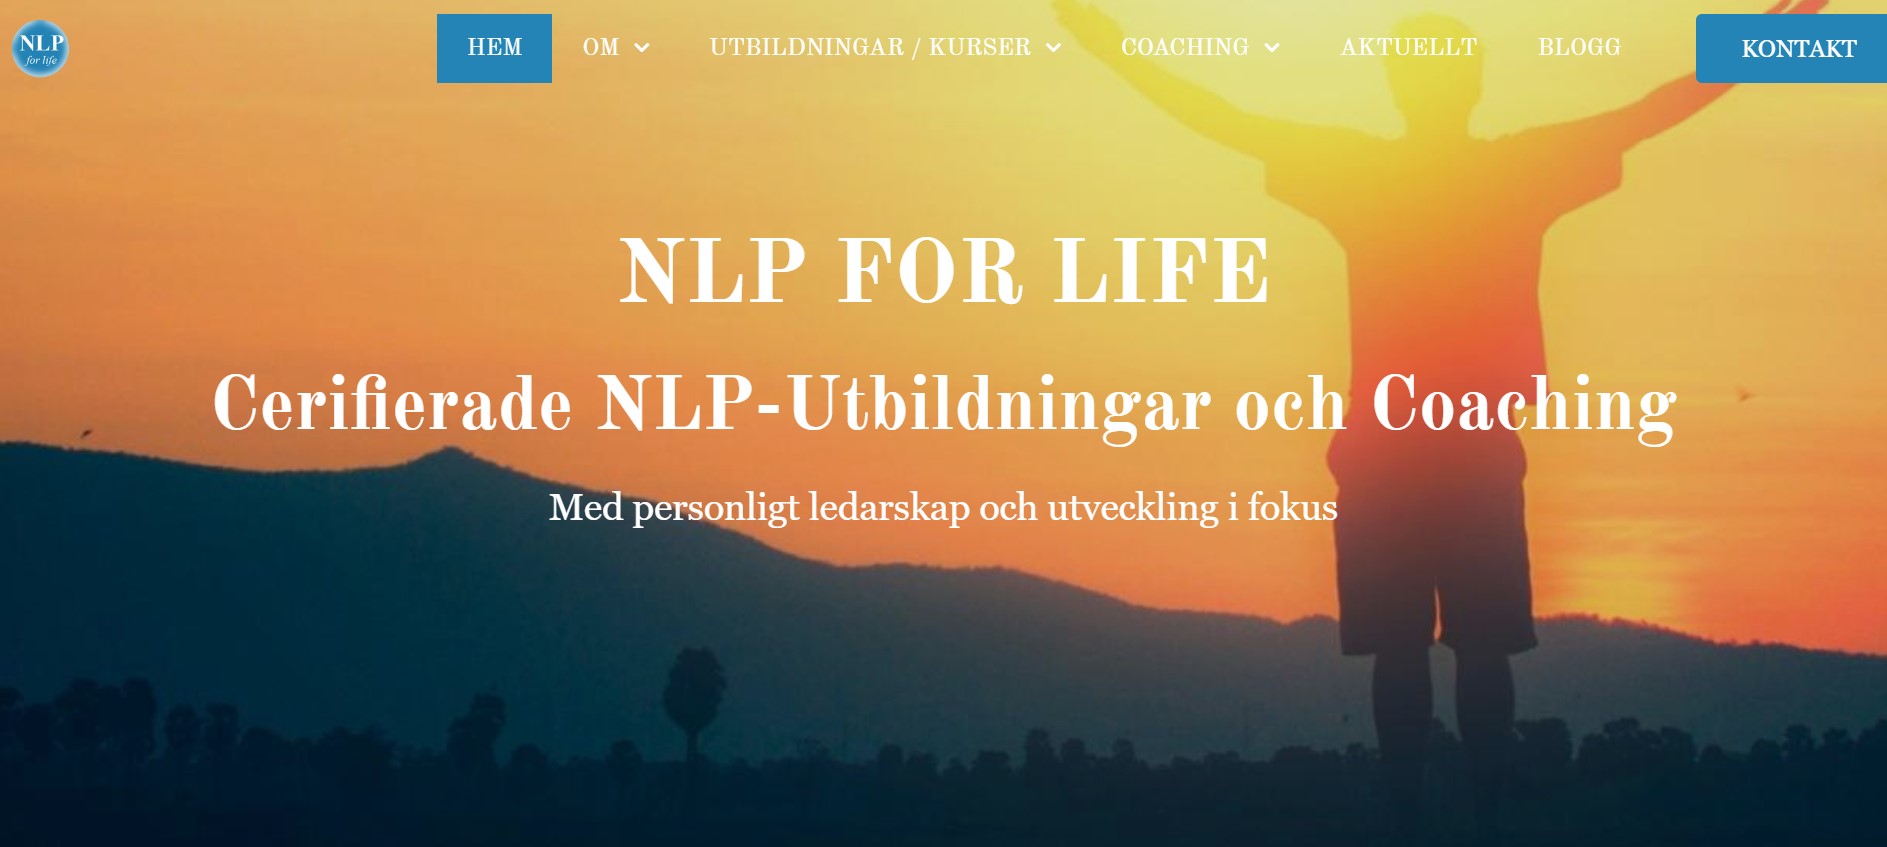 NLP
for life
HEM
OM
UTBILDNINGAR / KURSER
COACHING
AKTUELLT
BLOGG
KONTAKT
NLP FOR LIFE
Cerifierade NLP-Utbildningar och Coaching
Med personligt ledarskap och utveckling i fokus